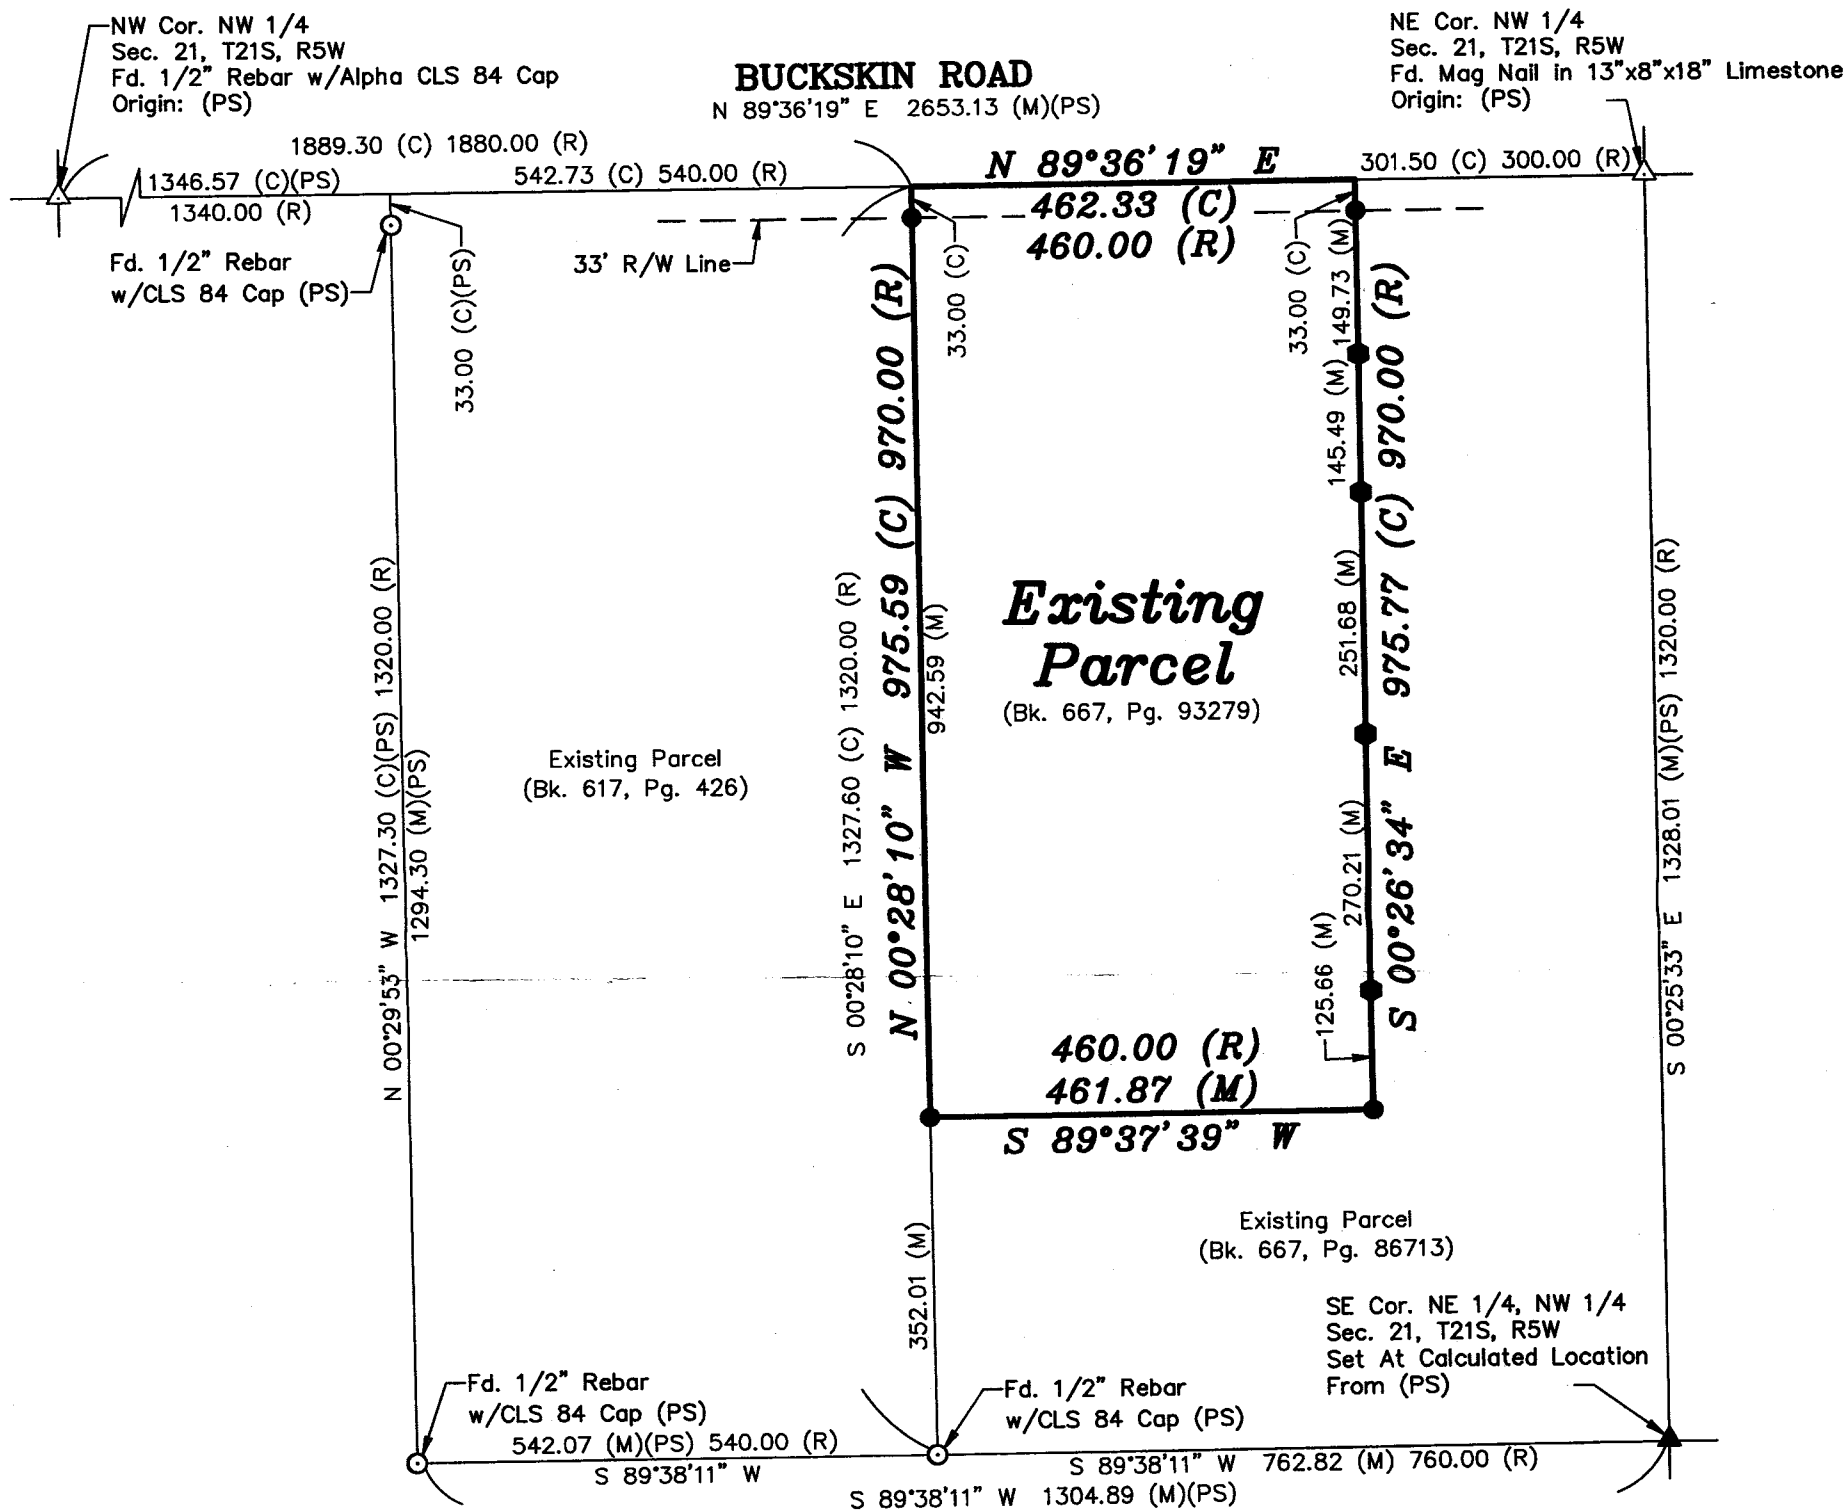 NW Cor. NW 1/4
Sec. 21, T21S, R5W
Fd. 1/2" Rebar w/Alpha CLS 84 Cap
Origin: (PS)
BUCKSKIN ROAD
N 89°36'19" E 2653.13 (M)(PS)
NE Cor. NW 1/4
Sec. 21, T21S, R5W
Fd. Mag Nail in 13"x8"x18" Limestone
Origin: (PS)
1889.30 (C) 1880.00 (R)
1346.57 (C)(PS)
1340.00 (R)
542.73 (C) 540.00 (R)
N 89°36'19" E
462.33 (C)
460.00 (R)
301.50 (C) 300.00 (R)
Fd. 1/2" Rebar
w/CLS 84 Cap (PS)
33.00 (C)(PS)
33' R/W Line
33.00 (C)
33.00 (C)
149.73 (M)
145.49 (M)
251.68 (M)
270.21 (M)
125.66 (M)
N 00°29'53" W 1327.30 (C)(PS) 1320.00 (R)
1294.30 (M)(PS)
Existing Parcel
(Bk. 617, Pg. 426)
S 00°28'10" E 1327.60 (C) 1320.00 (R)
N 00°28'10" W 975.59 (C) 970.00 (R)
942.59 (M)
Existing
Parcel
(Bk. 667, Pg. 93279)
S 00°26'34" E 975.77 (C) 970.00 (R)
S 00°25'33" E 1328.01 (M)(PS) 1320.00 (R)
460.00 (R)
461.87 (M)
S 89°37'39" W
352.01 (M)
Existing Parcel
(Bk. 667, Pg. 86713)
SE Cor. NE 1/4, NW 1/4
Sec. 21, T21S, R5W
Set At Calculated Location
From (PS)
Fd. 1/2" Rebar
w/CLS 84 Cap (PS)
542.07 (M)(PS) 540.00 (R)
S 89°38'11" W
Fd. 1/2" Rebar
w/CLS 84 Cap (PS)
S 89°38'11" W 762.82 (M) 760.00 (R)
S 89°38'11" W 1304.89 (M)(PS)